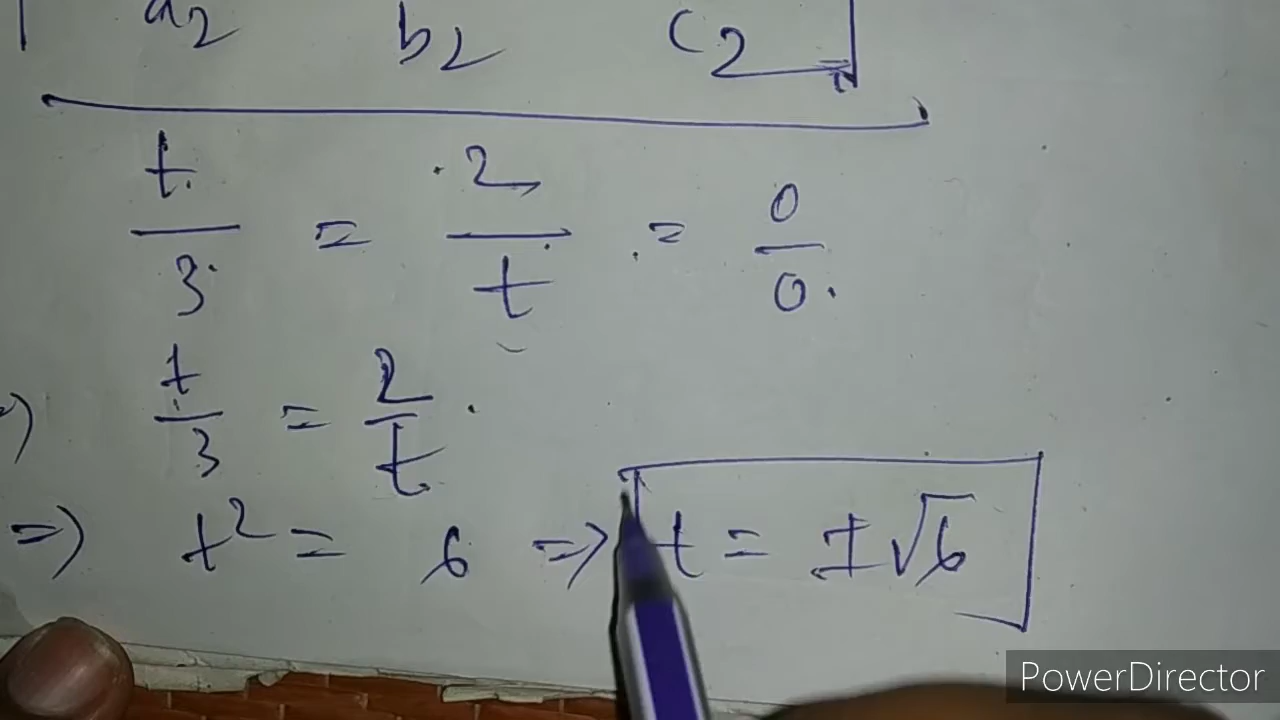 a2 b2 c2
t/3 = 2/t = 0/0
t/3 = 2/t
=> t² = 6 => t = ±√6
PowerDirector